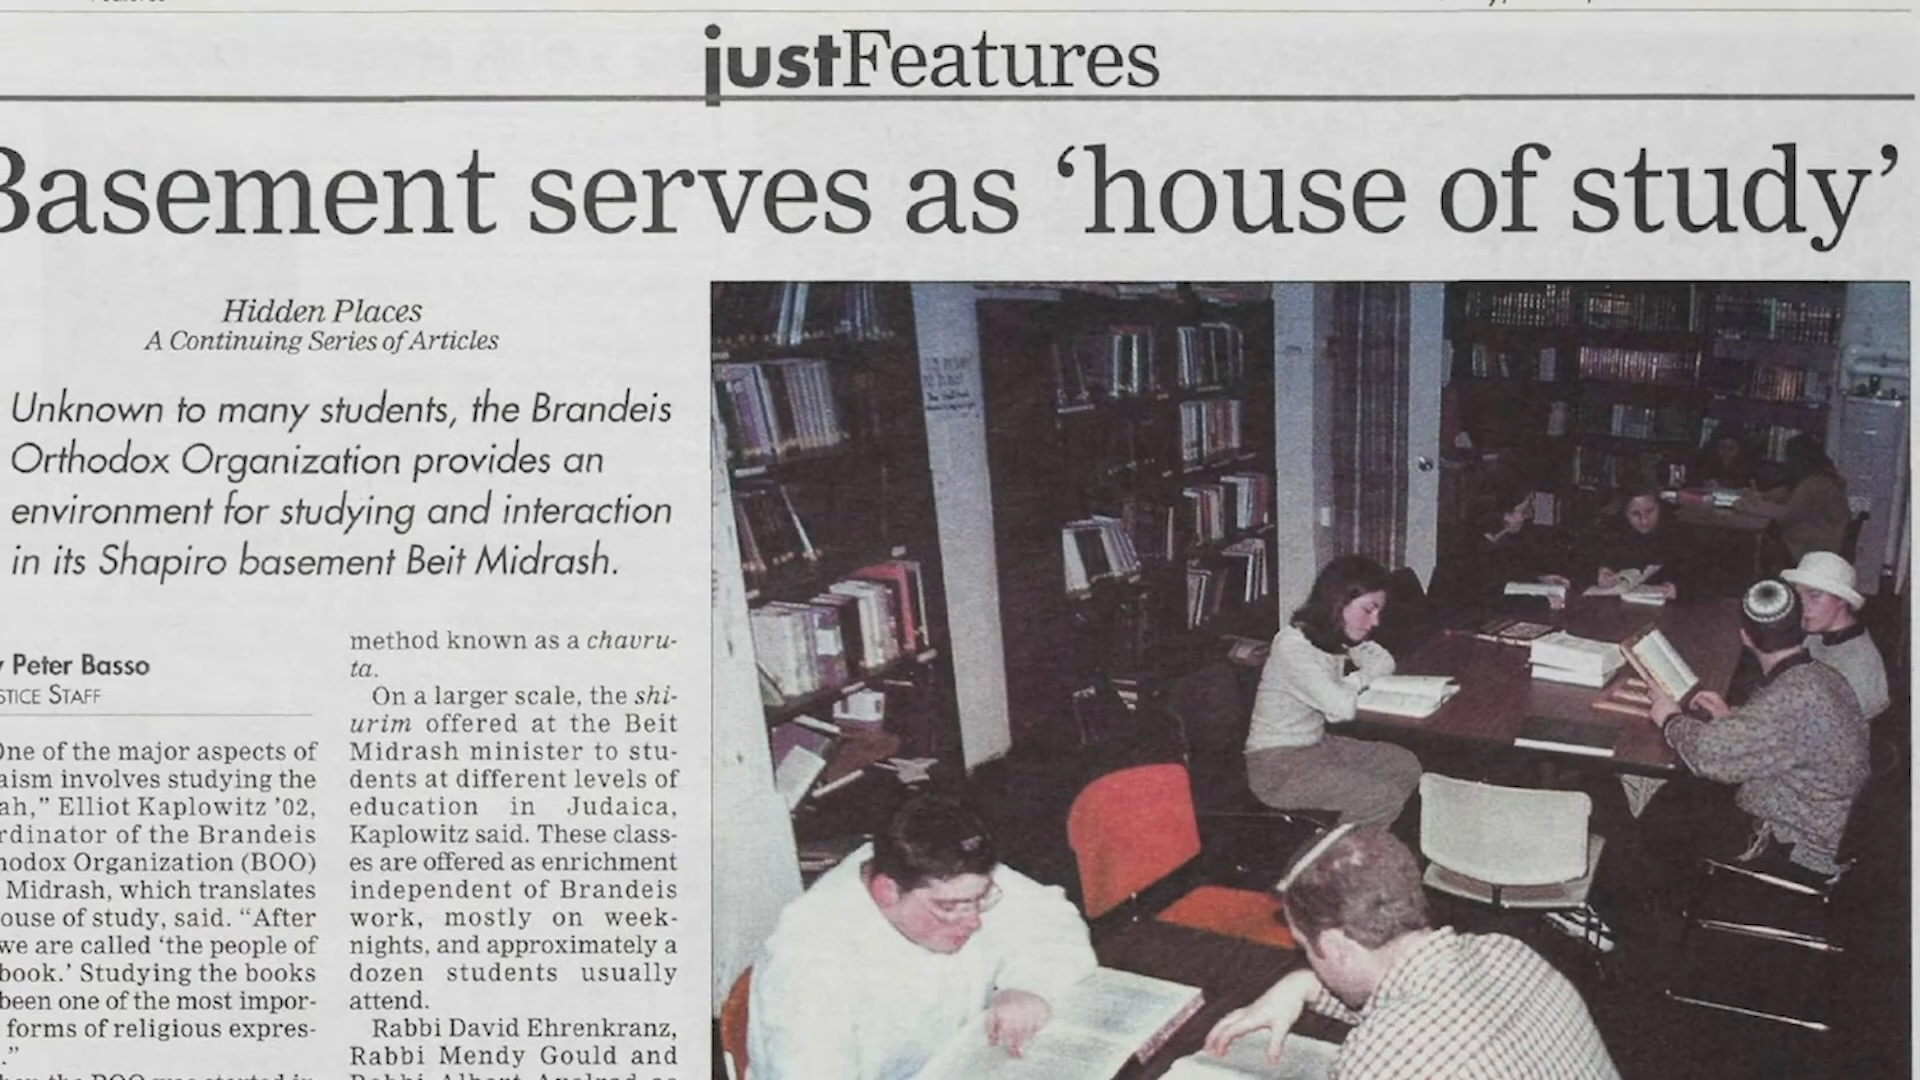 justFeatures
Basement serves as ‘house of study’
Hidden Places
A Continuing Series of Articles
Unknown to many students, the Brandeis
Orthodox Organization provides an
environment for studying and interaction
in its Shapiro basement Beit Midrash.
Peter Basso
STICE STAFF
One of the major aspects of
aism involves studying the
ah,” Elliot Kaplowitz ’02,
rdinator of the Brandeis
hodox Organization (BOO)
Midrash, which translates
ouse of study, said. “After
we are called ‘the people of
book.’ Studying the books
been one of the most impor-
forms of religious expres-
.”
method known as a chavru-
ta.
On a larger scale, the shi-
urim offered at the Beit
Midrash minister to stu-
dents at different levels of
education in Judaica,
Kaplowitz said. These class-
es are offered as enrichment
independent of Brandeis
work, mostly on week-
nights, and approximately a
dozen students usually
attend.
Rabbi David Ehrenkranz,
Rabbi Mendy Gould and